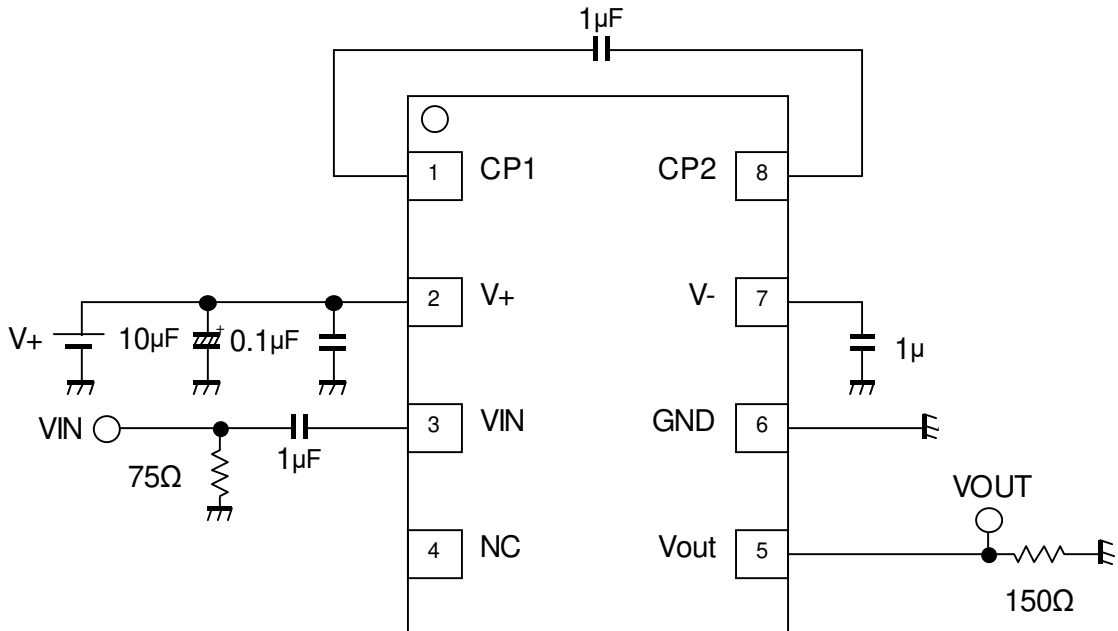 1µF
1 CP1 CP2 8
2 V+ V- 7
V+ 10µF + 0.1µF 1µ
VIN 3 VIN GND 6
1µF
75Ω
VOUT
4 NC Vout 5
150Ω